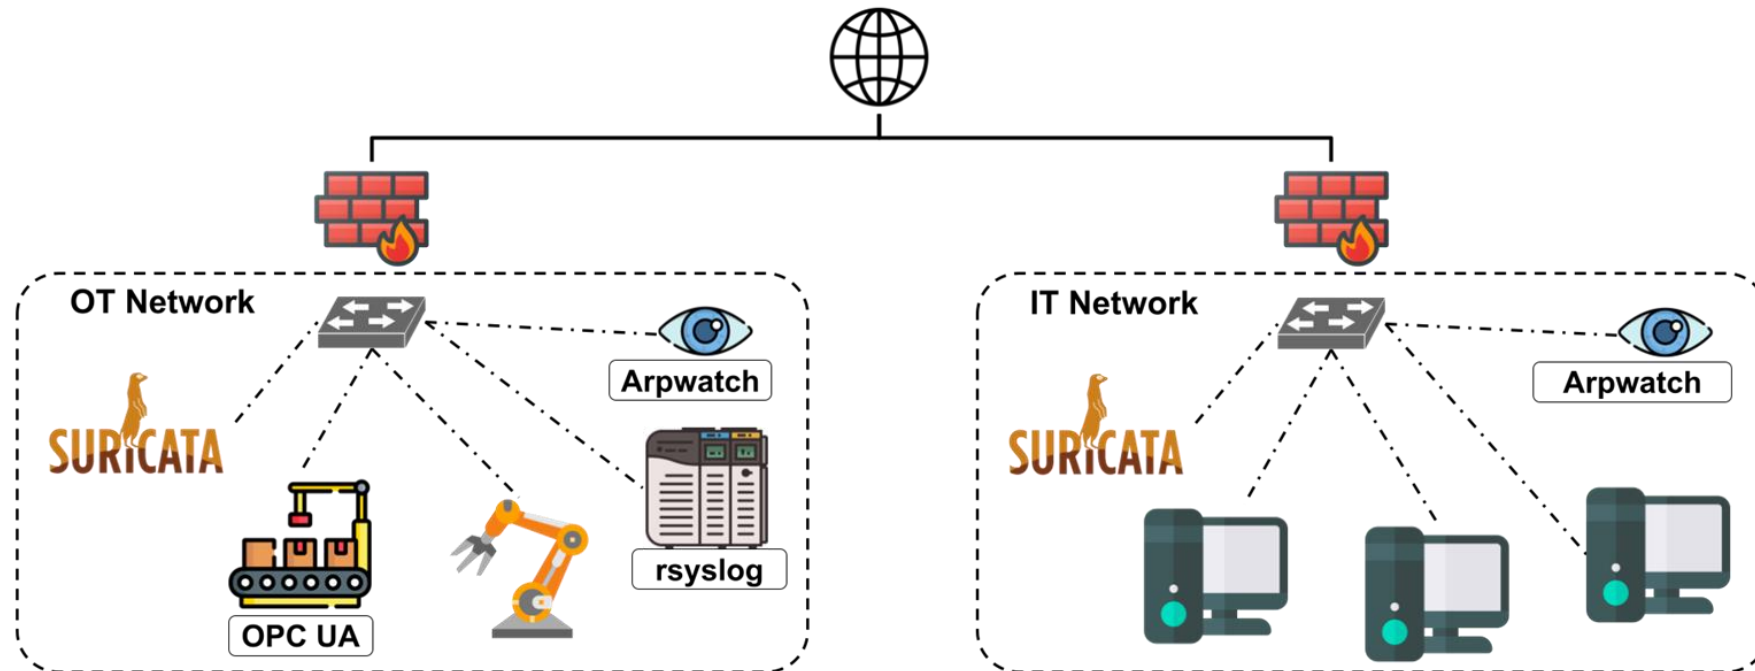 OT Network
Arpwatch
SURICATA
rsyslog
OPC UA
IT Network
Arpwatch
SURICATA